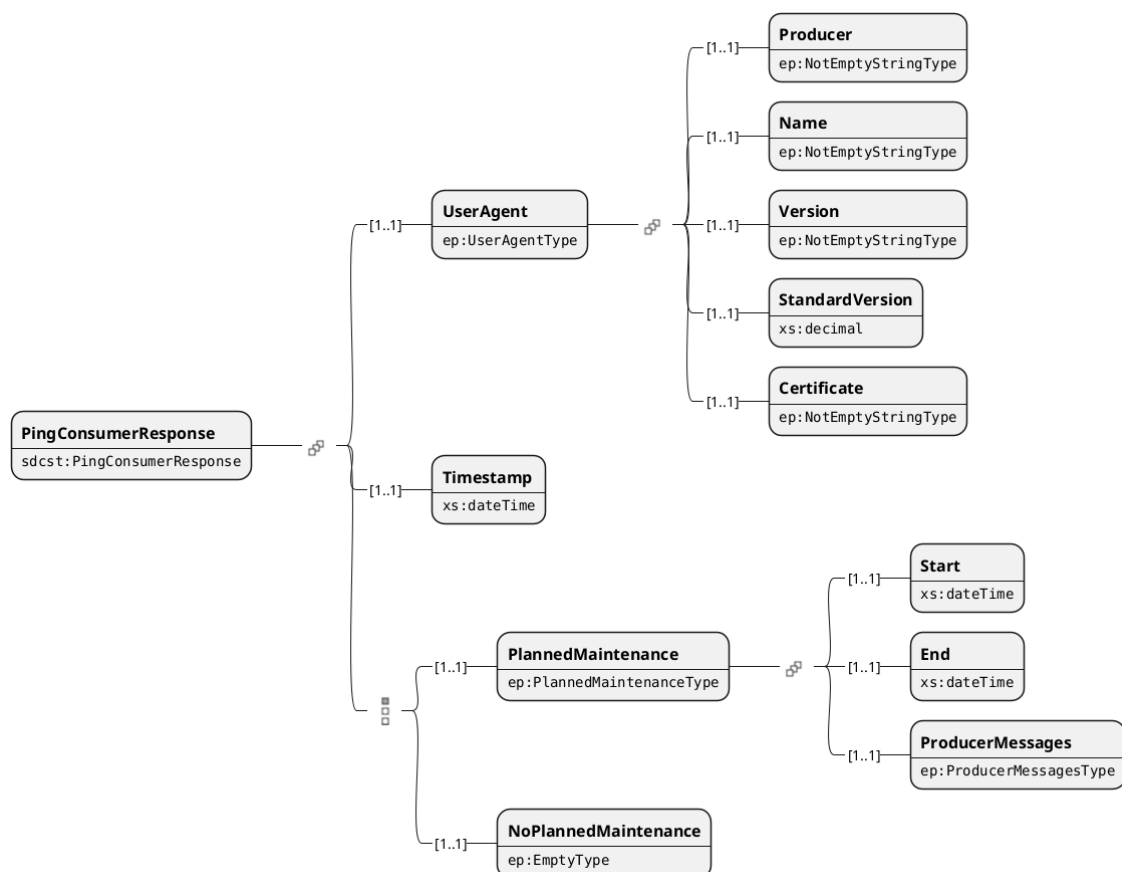 [1..1]
Producer
ep:NotEmptyStringType
[1..1]
Name
ep:NotEmptyStringType
[1..1]
UserAgent
ep:UserAgentType
[1..1]
Version
ep:NotEmptyStringType
[1..1]
StandardVersion
xs:decimal
[1..1]
Certificate
ep:NotEmptyStringType
PingConsumerResponse
sdcst:PingConsumerResponse
[1..1]
Timestamp
xs:dateTime
[1..1]
Start
xs:dateTime
[1..1]
PlannedMaintenance
ep:PlannedMaintenanceType
[1..1]
End
xs:dateTime
[1..1]
ProducerMessages
ep:ProducerMessagesType
[1..1]
NoPlannedMaintenance
ep:EmptyType